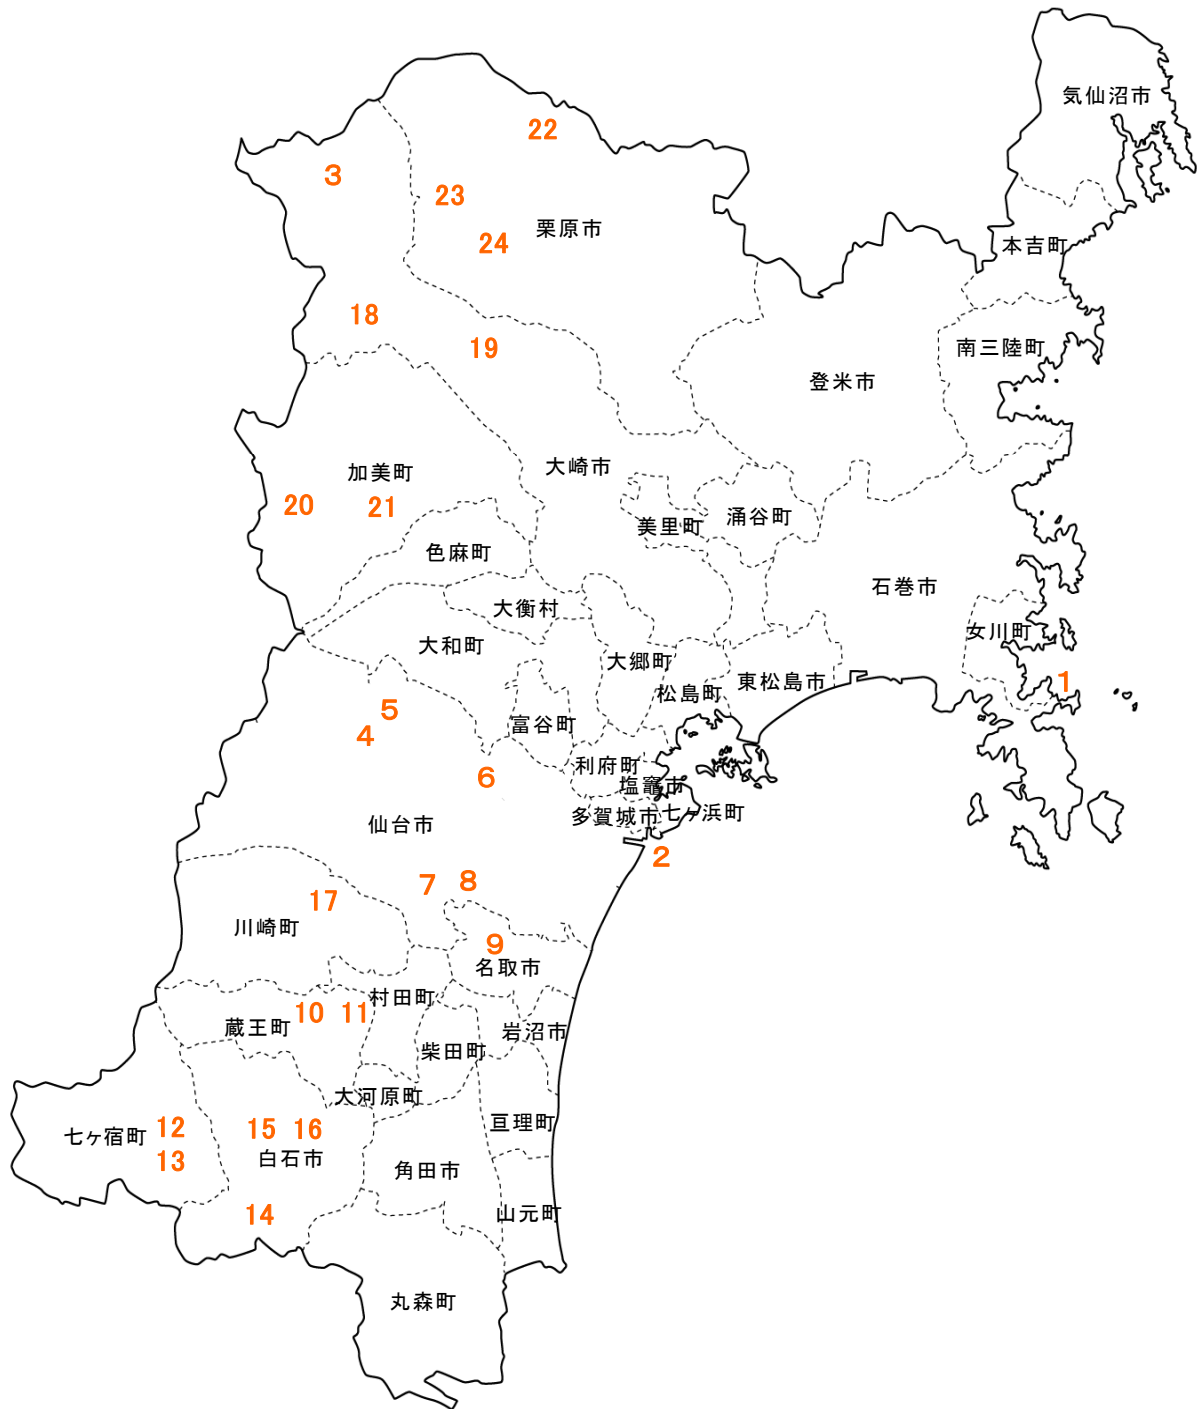 気仙沼市
22
3
23
栗原市
24
本吉町
18
19
南三陸町
登米市
大崎市
加美町
20
21
美里町
涌谷町
色麻町
石巻市
大衡村
女川町
大和町
大郷町
松島町
東松島市
1
5
4
富谷町
利府町
6
塩竈市
多賀城市
七ヶ浜町
仙台市
2
7
8
17
川崎町
9
名取市
村田町
10
11
蔵王町
岩沼市
柴田町
大河原町
12
七ヶ宿町
13
15
16
白石市
亘理町
角田市
14
山元町
丸森町